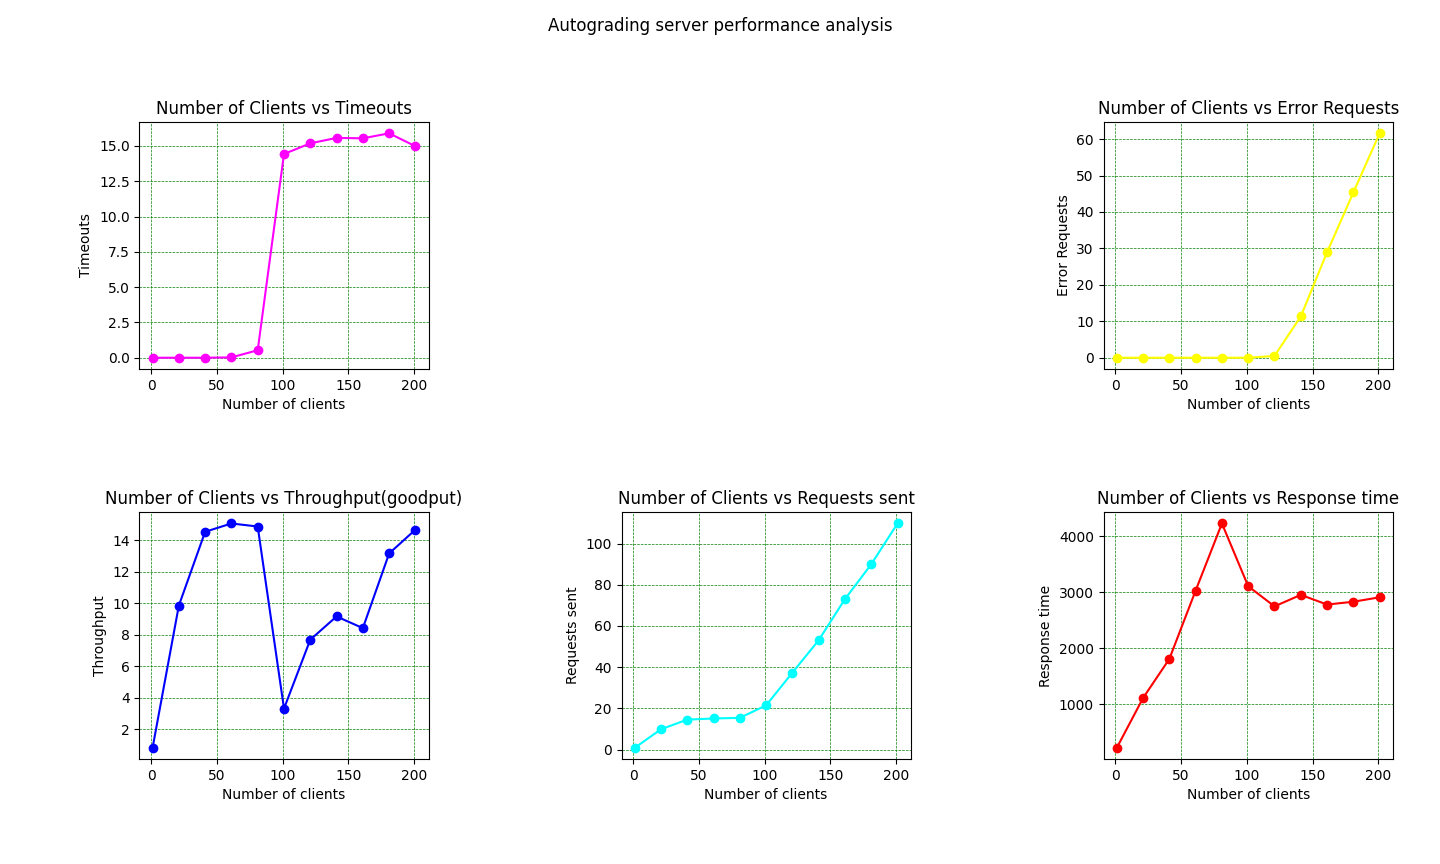 Autograding server performance analysis
Number of Clients vs Timeouts
15.0
12.5
10.0
7.5
5.0
2.5
0.0
Timeouts
0 50 100 150 200
Number of clients
Number of Clients vs Error Requests
60
50
40
30
20
10
0
Error Requests
0 50 100 150 200
Number of clients
Number of Clients vs Throughput(goodput)
14
12
10
8
6
4
2
Throughput
0 50 100 150 200
Number of clients
Number of Clients vs Requests sent
100
80
60
40
20
0
Requests sent
0 50 100 150 200
Number of clients
Number of Clients vs Response time
4000
3000
2000
1000
Response time
0 50 100 150 200
Number of clients